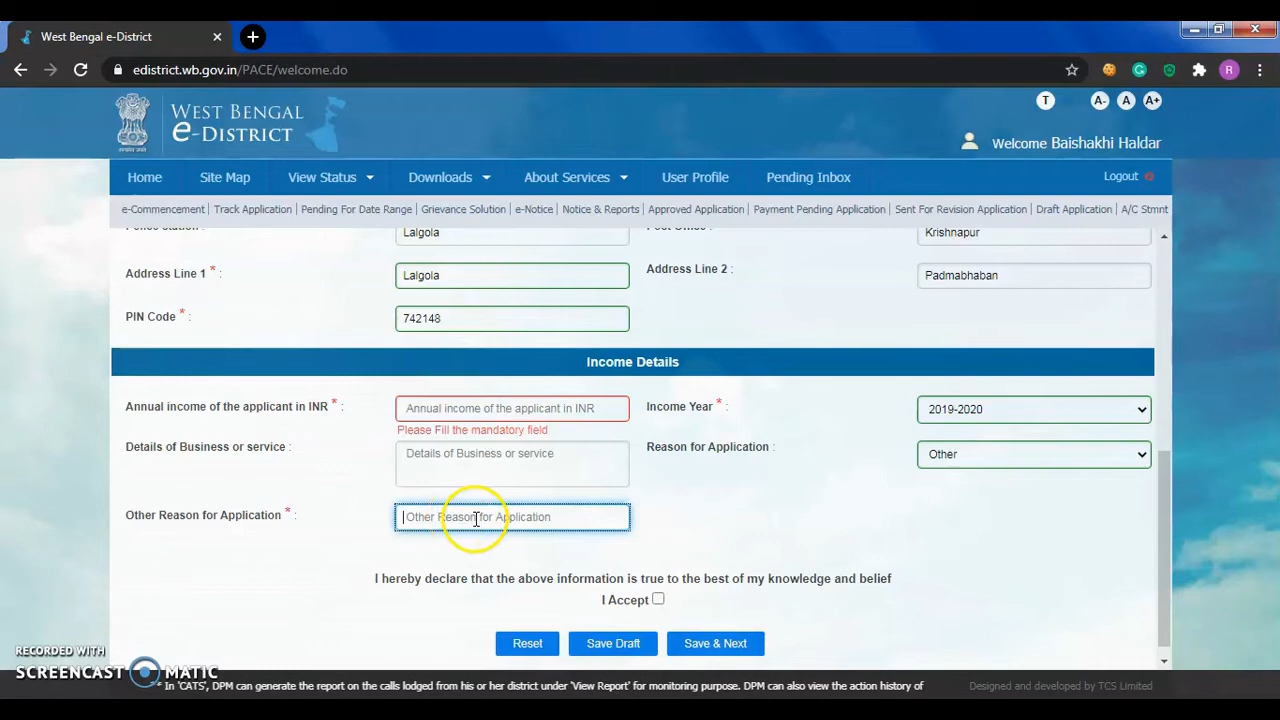 West Bengal e-District
edistrict.wb.gov.in/PACE/welcome.do
R
WEST BENGAL
e-DISTRICT
T A- A A+
Welcome Baishakhi Haldar
Home Site Map View Status Downloads About Services User Profile Pending Inbox Logout
e-Commencement | Track Application | Pending For Date Range | Grievance Solution | e-Notice | Notice & Reports | Approved Application | Payment Pending Application | Sent For Revision Application | Draft Application | A/C Stmnt
Police Station : Lalgola Post Office : Krishnapur
Address Line 1 * : Lalgola Address Line 2 : Padmabhaban
PIN Code * : 742148
Income Details
Annual income of the applicant in INR * : Annual income of the applicant in INR Income Year * : 2019-2020
Please Fill the mandatory field
Details of Business or service : Details of Business or service Reason for Application : Other
Other Reason for Application * : Other Reason for Application
I hereby declare that the above information is true to the best of my knowledge and belief
I Accept
Reset Save Draft Save & Next
RECORDED WITH
SCREENCAST MATIC
* In 'CATS', DPM can generate the report on the calls lodged from his or her district under 'View Report' for monitoring purpose. DPM can also view the action history of
Designed and developed by TCS Limited